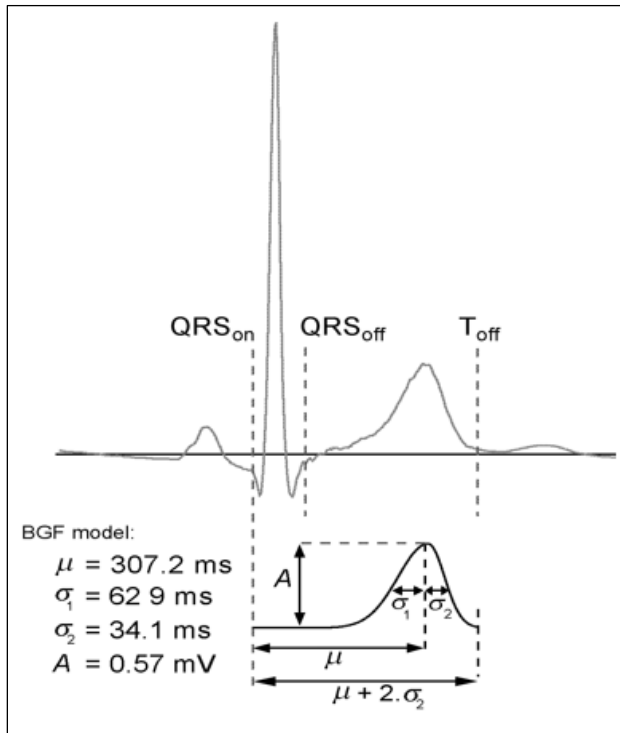 QRSon QRSoff Toff
BGF model:
μ = 307.2 ms
σ1 = 62 9 ms
σ2 = 34.1 ms
A = 0.57 mV
A
σ1 σ2
μ
μ + 2.σ2